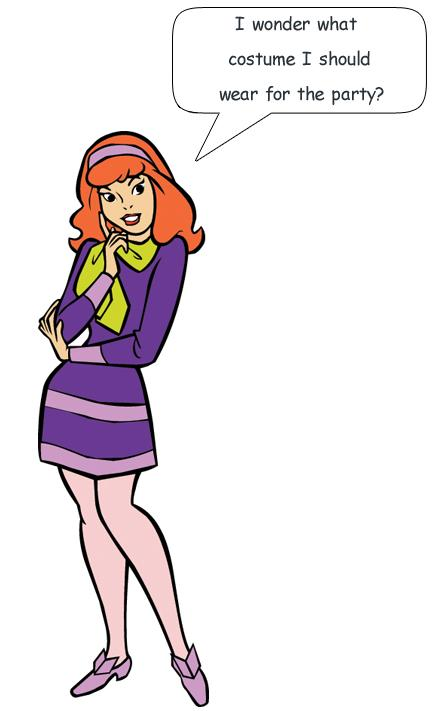 I wonder what
costume I should
wear for the party?